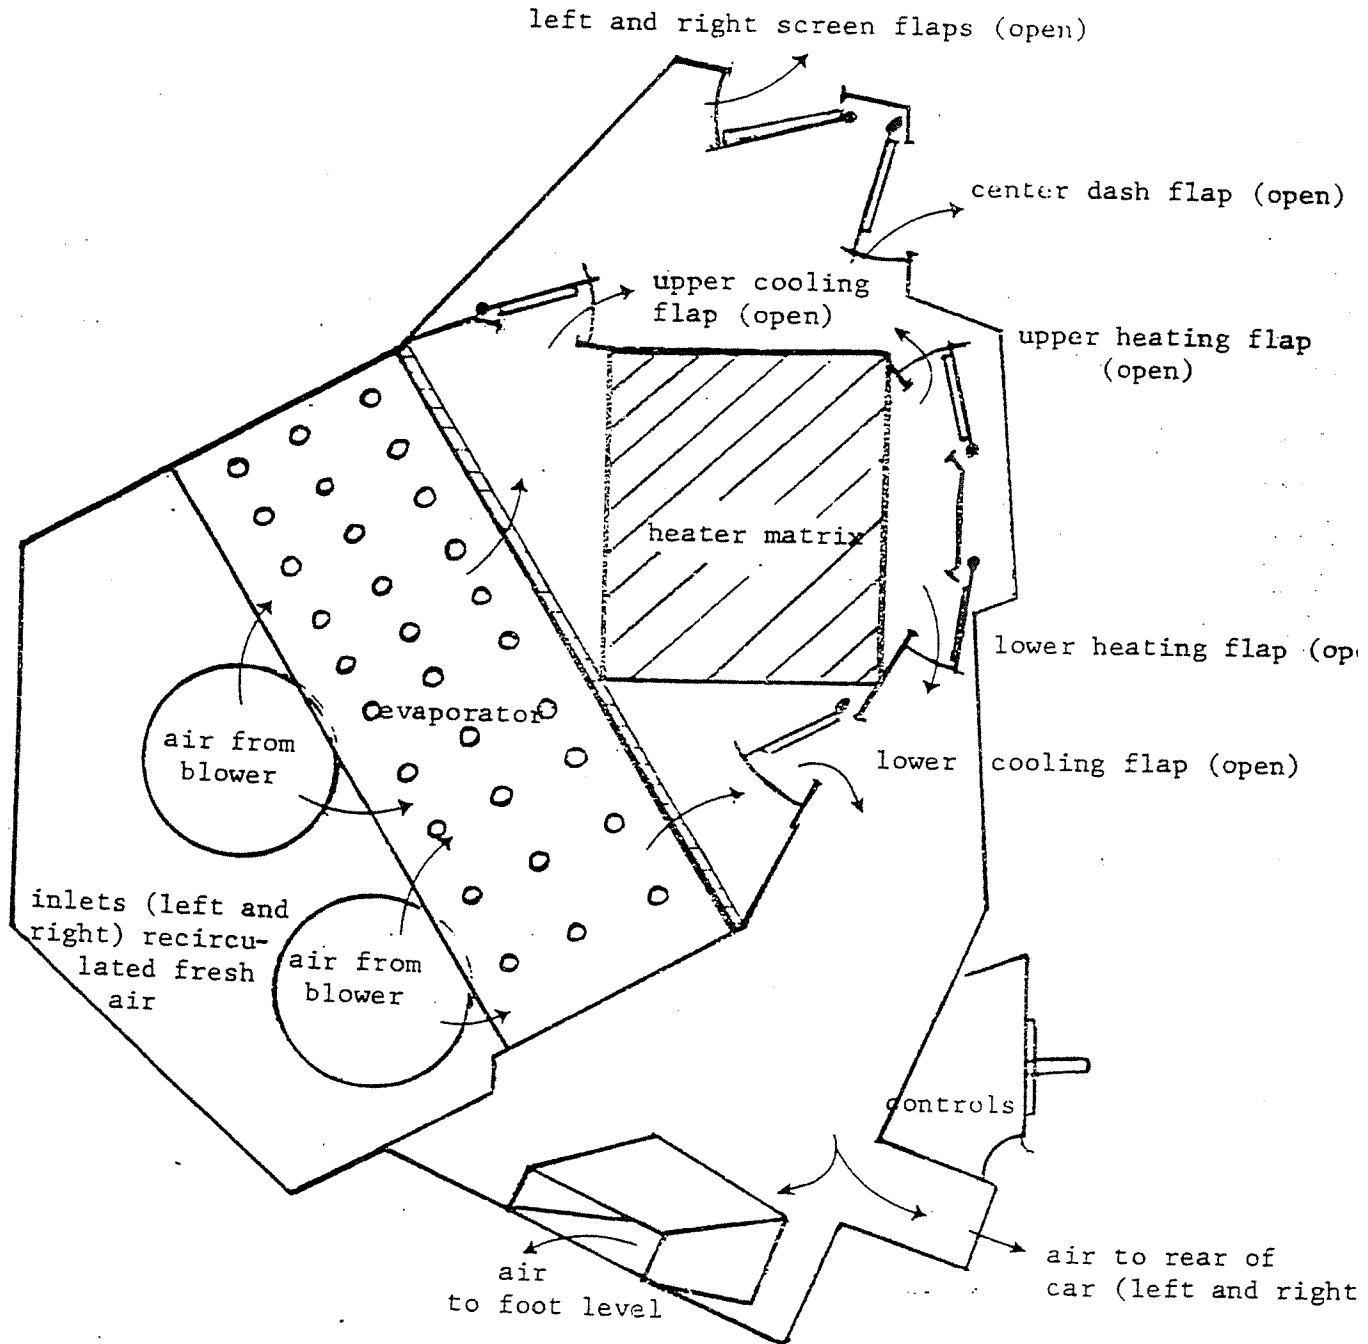 left and right screen flaps (open)
center dash flap (open)
upper cooling
flap (open)
upper heating flap
(open)
heater matrix
lower heating flap (op
evaporator
air from
blower
lower cooling flap (open)
inlets (left and
right) recircu-
lated fresh
air
air from
blower
controls
air
to foot level
air to rear of
car (left and right